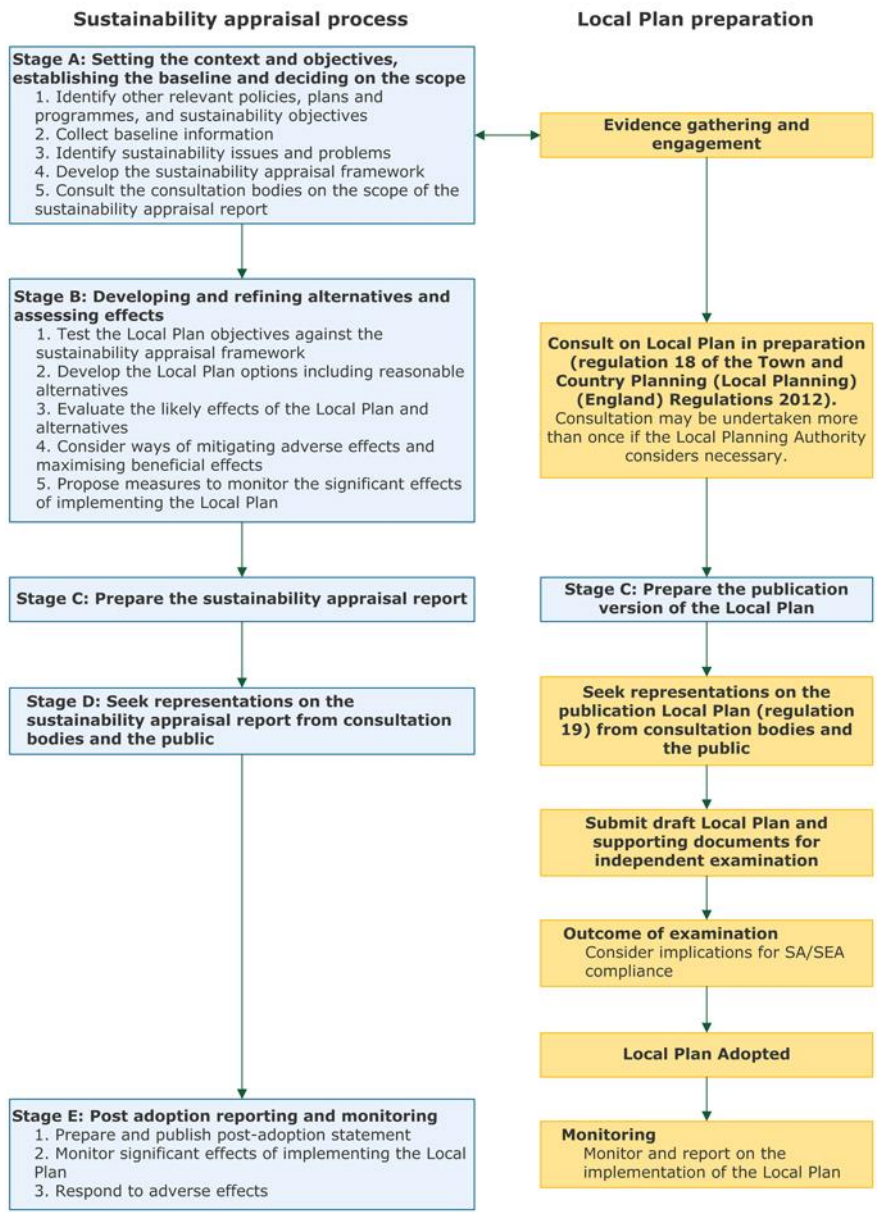 Sustainability appraisal process
Local Plan preparation
Stage A: Setting the context and objectives,
establishing the baseline and deciding on the scope
1. Identify other relevant policies, plans and
programmes, and sustainability objectives
2. Collect baseline information
3. Identify sustainability issues and problems
4. Develop the sustainability appraisal framework
5. Consult the consultation bodies on the scope of the
sustainability appraisal report
Evidence gathering and
engagement
Stage B: Developing and refining alternatives and
assessing effects
1. Test the Local Plan objectives against the
sustainability appraisal framework
2. Develop the Local Plan options including reasonable
alternatives
3. Evaluate the likely effects of the Local Plan and
alternatives
4. Consider ways of mitigating adverse effects and
maximising beneficial effects
5. Propose measures to monitor the significant effects
of implementing the Local Plan
Consult on Local Plan in preparation
(regulation 18 of the Town and
Country Planning (Local Planning)
(England) Regulations 2012).
Consultation may be undertaken more
than once if the Local Planning Authority
considers necessary.
Stage C: Prepare the sustainability appraisal report
Stage C: Prepare the publication
version of the Local Plan
Stage D: Seek representations on the
sustainability appraisal report from consultation
bodies and the public
Seek representations on the
publication Local Plan (regulation
19) from consultation bodies and
the public
Submit draft Local Plan and
supporting documents for
independent examination
Outcome of examination
Consider implications for SA/SEA
compliance
Local Plan Adopted
Stage E: Post adoption reporting and monitoring
1. Prepare and publish post-adoption statement
2. Monitor significant effects of implementing the Local
Plan
3. Respond to adverse effects
Monitoring
Monitor and report on the
implementation of the Local Plan